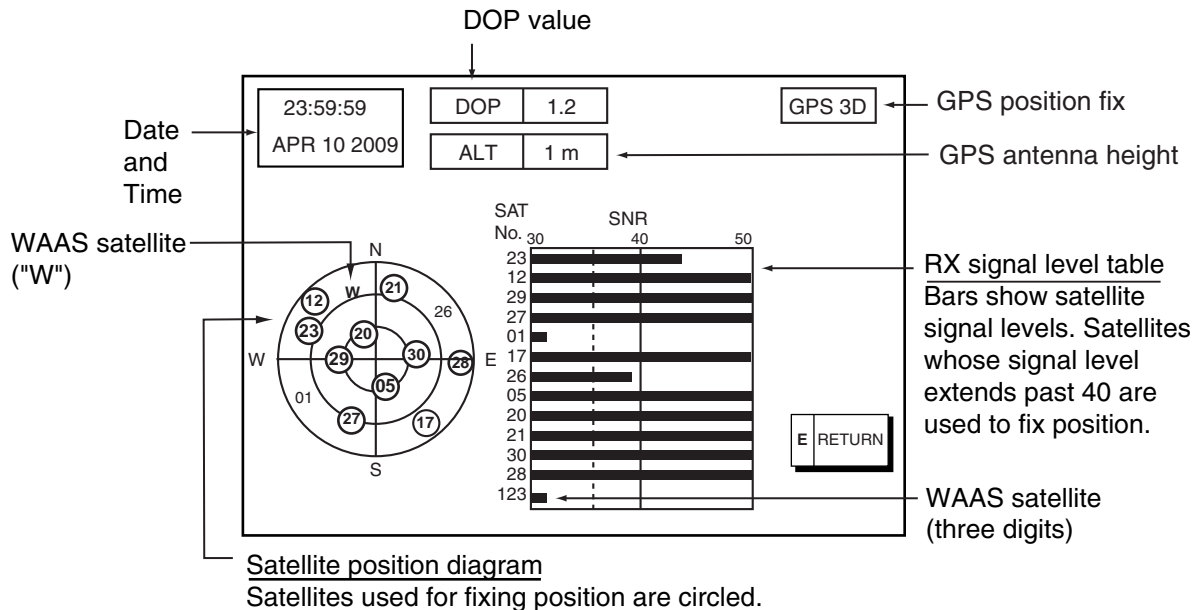 DOP value
23:59:59
APR 10 2009
DOP 1.2
ALT 1 m
GPS 3D
GPS position fix
GPS antenna height
Date
and
Time
WAAS satellite
("W")
N
W
E
S
12
W
21
26
23
20
29
30
28
05
01
27
17
SAT
No.
SNR
30 40 50
23
12
29
27
01
17
26
05
20
21
30
28
123
RX signal level table
Bars show satellite
signal levels. Satellites
whose signal level
extends past 40 are
used to fix position.
E RETURN
WAAS satellite
(three digits)
Satellite position diagram
Satellites used for fixing position are circled.